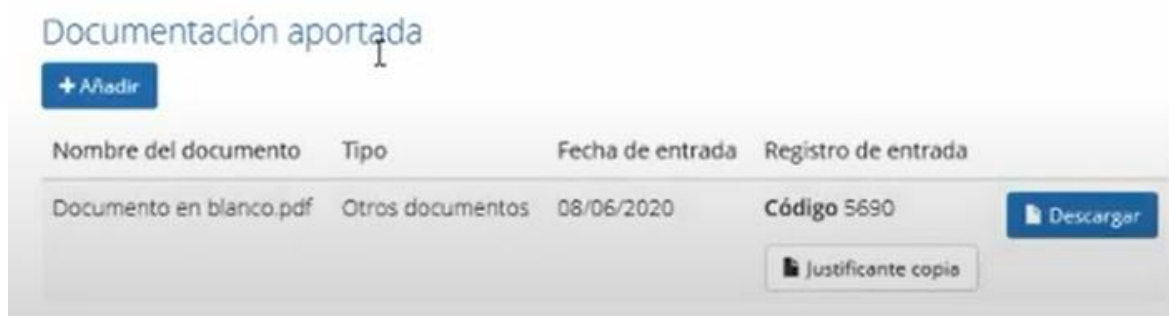 Documentación aportada
+ Añadir
Nombre del documento Tipo Fecha de entrada Registro de entrada
Documento en blanco.pdf Otros documentos 08/06/2020 Código 5690 Descargar
Justificante copia